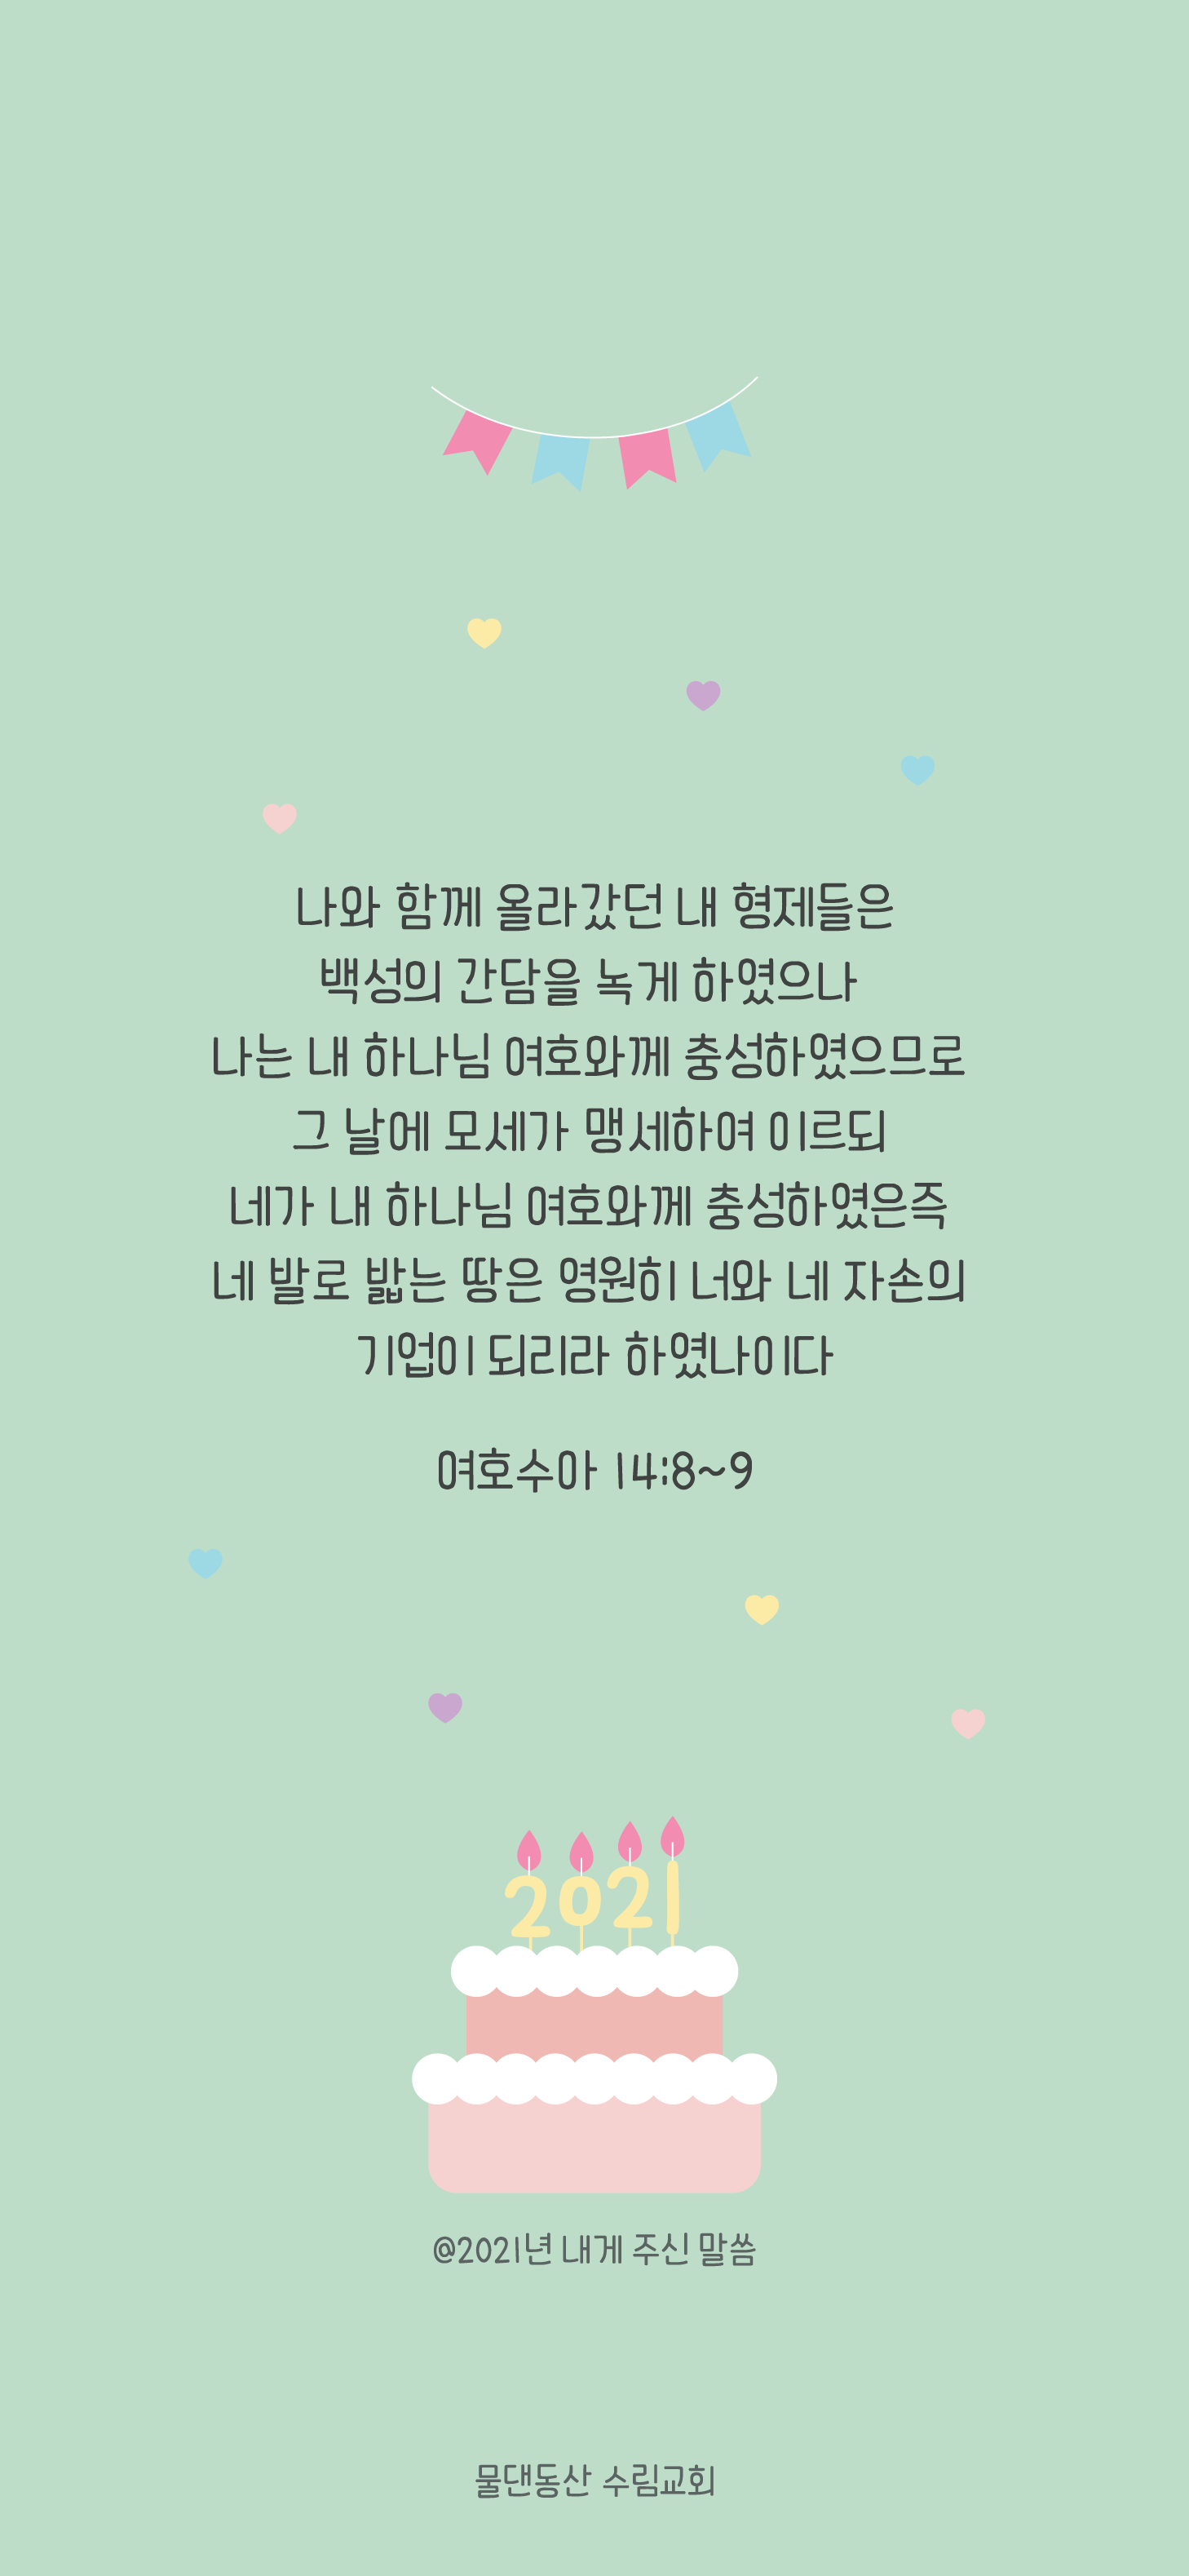 나와 함께 올라갔던 내 형제들은
백성의 간담을 녹게 하였으나
나는 내 하나님 여호와께 충성하였으므로
그 날에 모세가 맹세하여 이르되
네가 내 하나님 여호와께 충성하였은즉
네 발로 밟는 땅은 영원히 너와 네 자손의
기업이 되리라 하였나이다
여호수아 14:8~9
2021
@2021년 내게 주신 말씀
물댄동산 수림교회